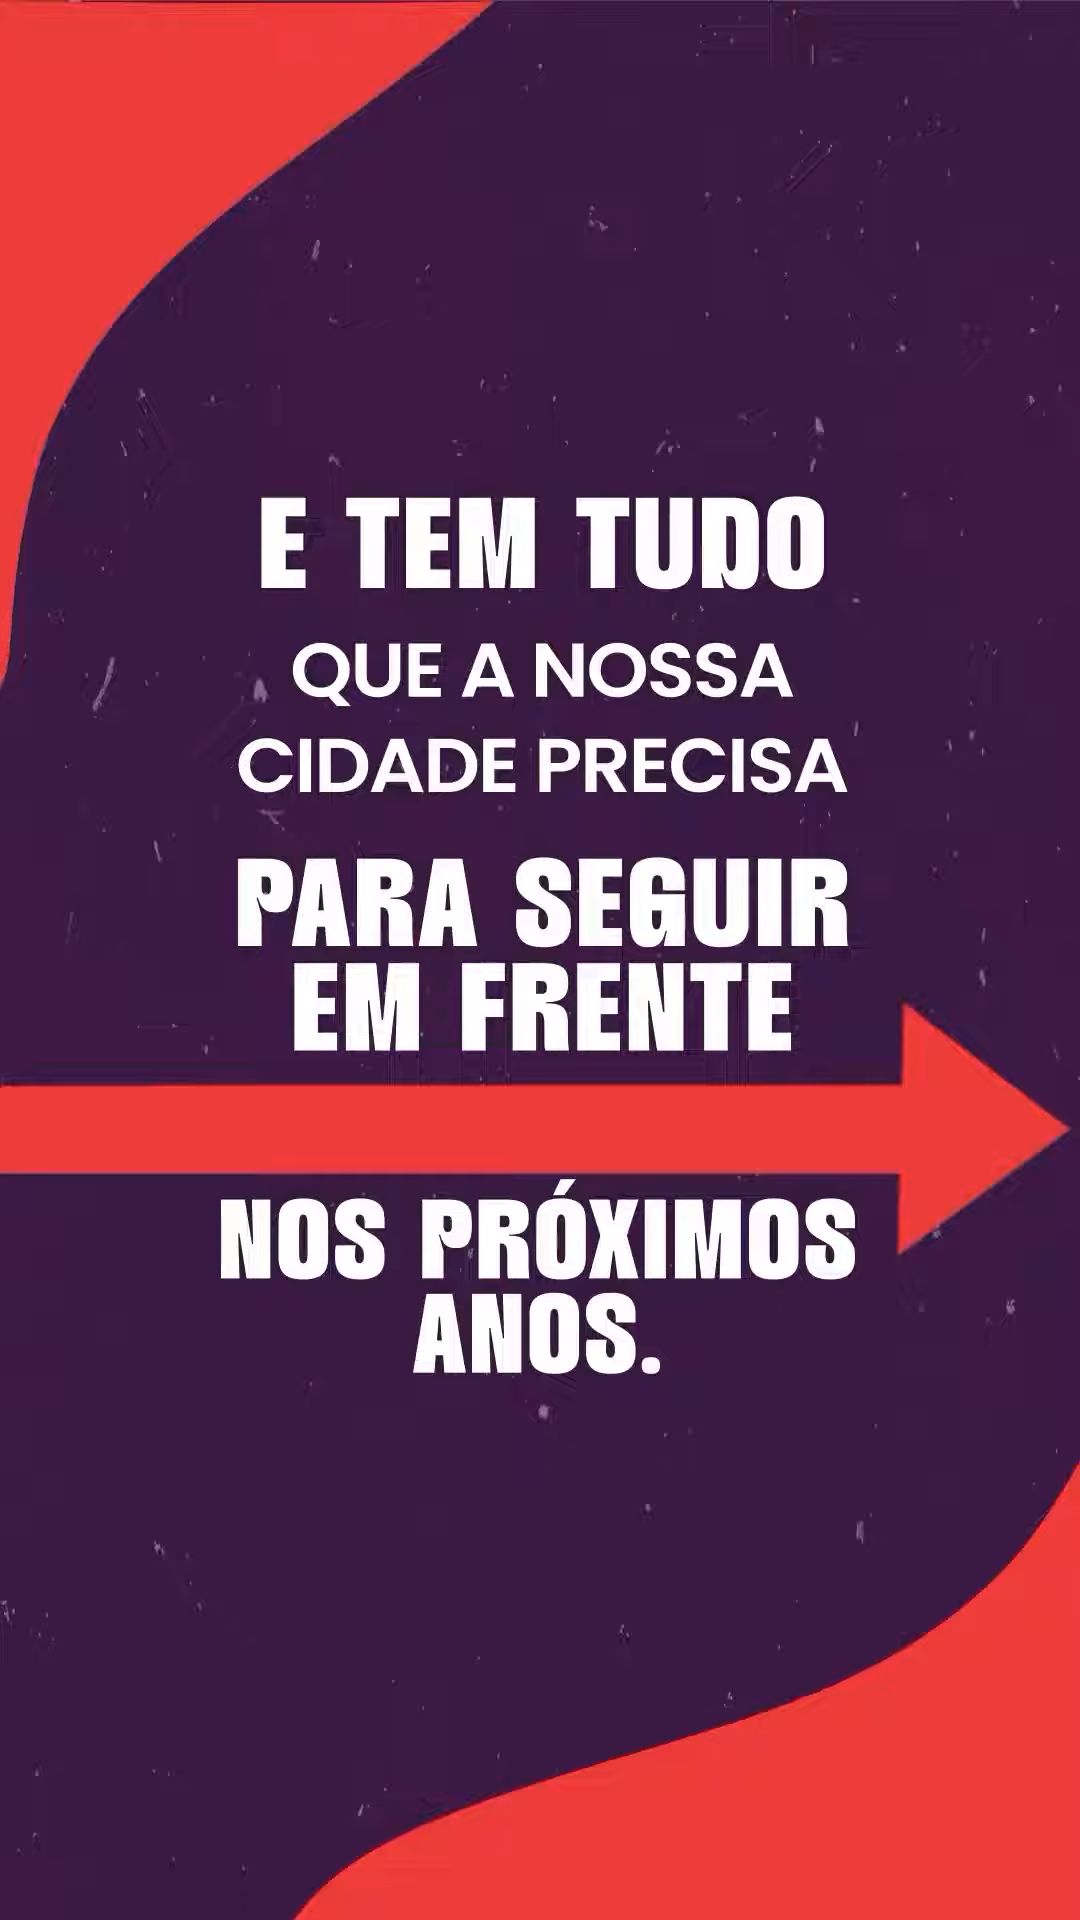 E TEM TUDO
QUE A NOSSA
CIDADE PRECISA
PARA SEGUIR
EM FRENTE
NOS PRÓXIMOS
ANOS.